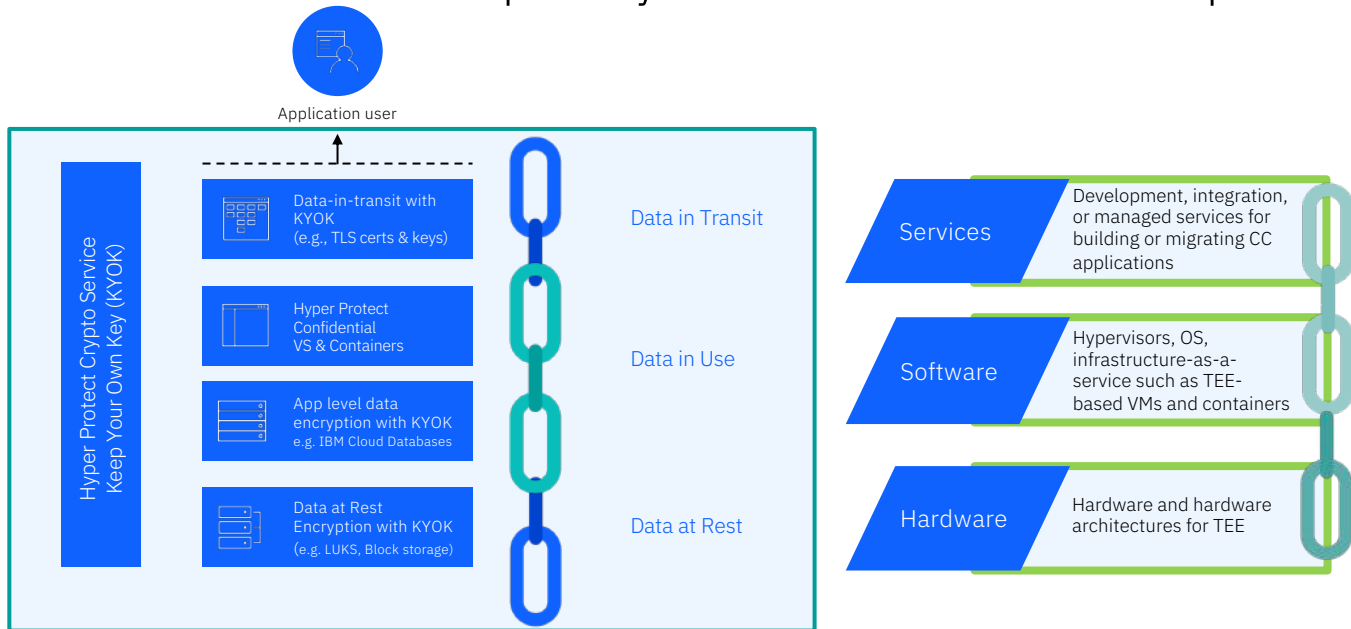 Application user
Hyper Protect Crypto Service
Keep Your Own Key (KYOK)
Data-in-transit with
KYOK
(e.g., TLS certs & keys)
Hyper Protect
Confidential
VS & Containers
App level data
encryption with KYOK
e.g. IBM Cloud Databases
Data at Rest
Encryption with KYOK
(e.g. LUKS, Block storage)
Data in Transit
Data in Use
Data at Rest
Services
Development, integration,
or managed services for
building or migrating CC
applications
Software
Hypervisors, OS,
infrastructure-as-a-
service such as TEE-
based VMs and containers
Hardware
Hardware and hardware
architectures for TEE